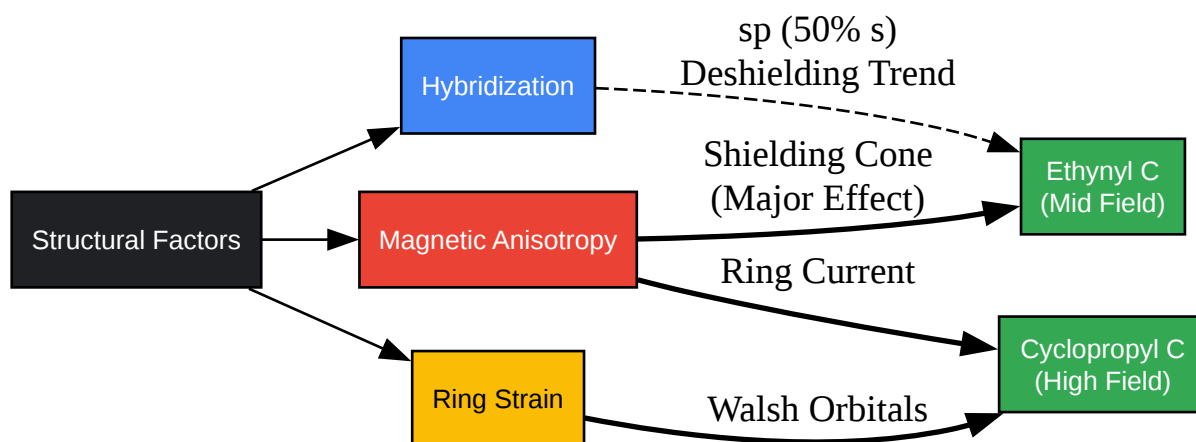 sp (50% s)
Deshielding Trend
Hybridization
Shielding Cone
(Major Effect)
Ethynyl C
(Mid Field)
Structural Factors
Magnetic Anisotropy
Ring Current
Cyclopropyl C
(High Field)
Ring Strain
Walsh Orbitals